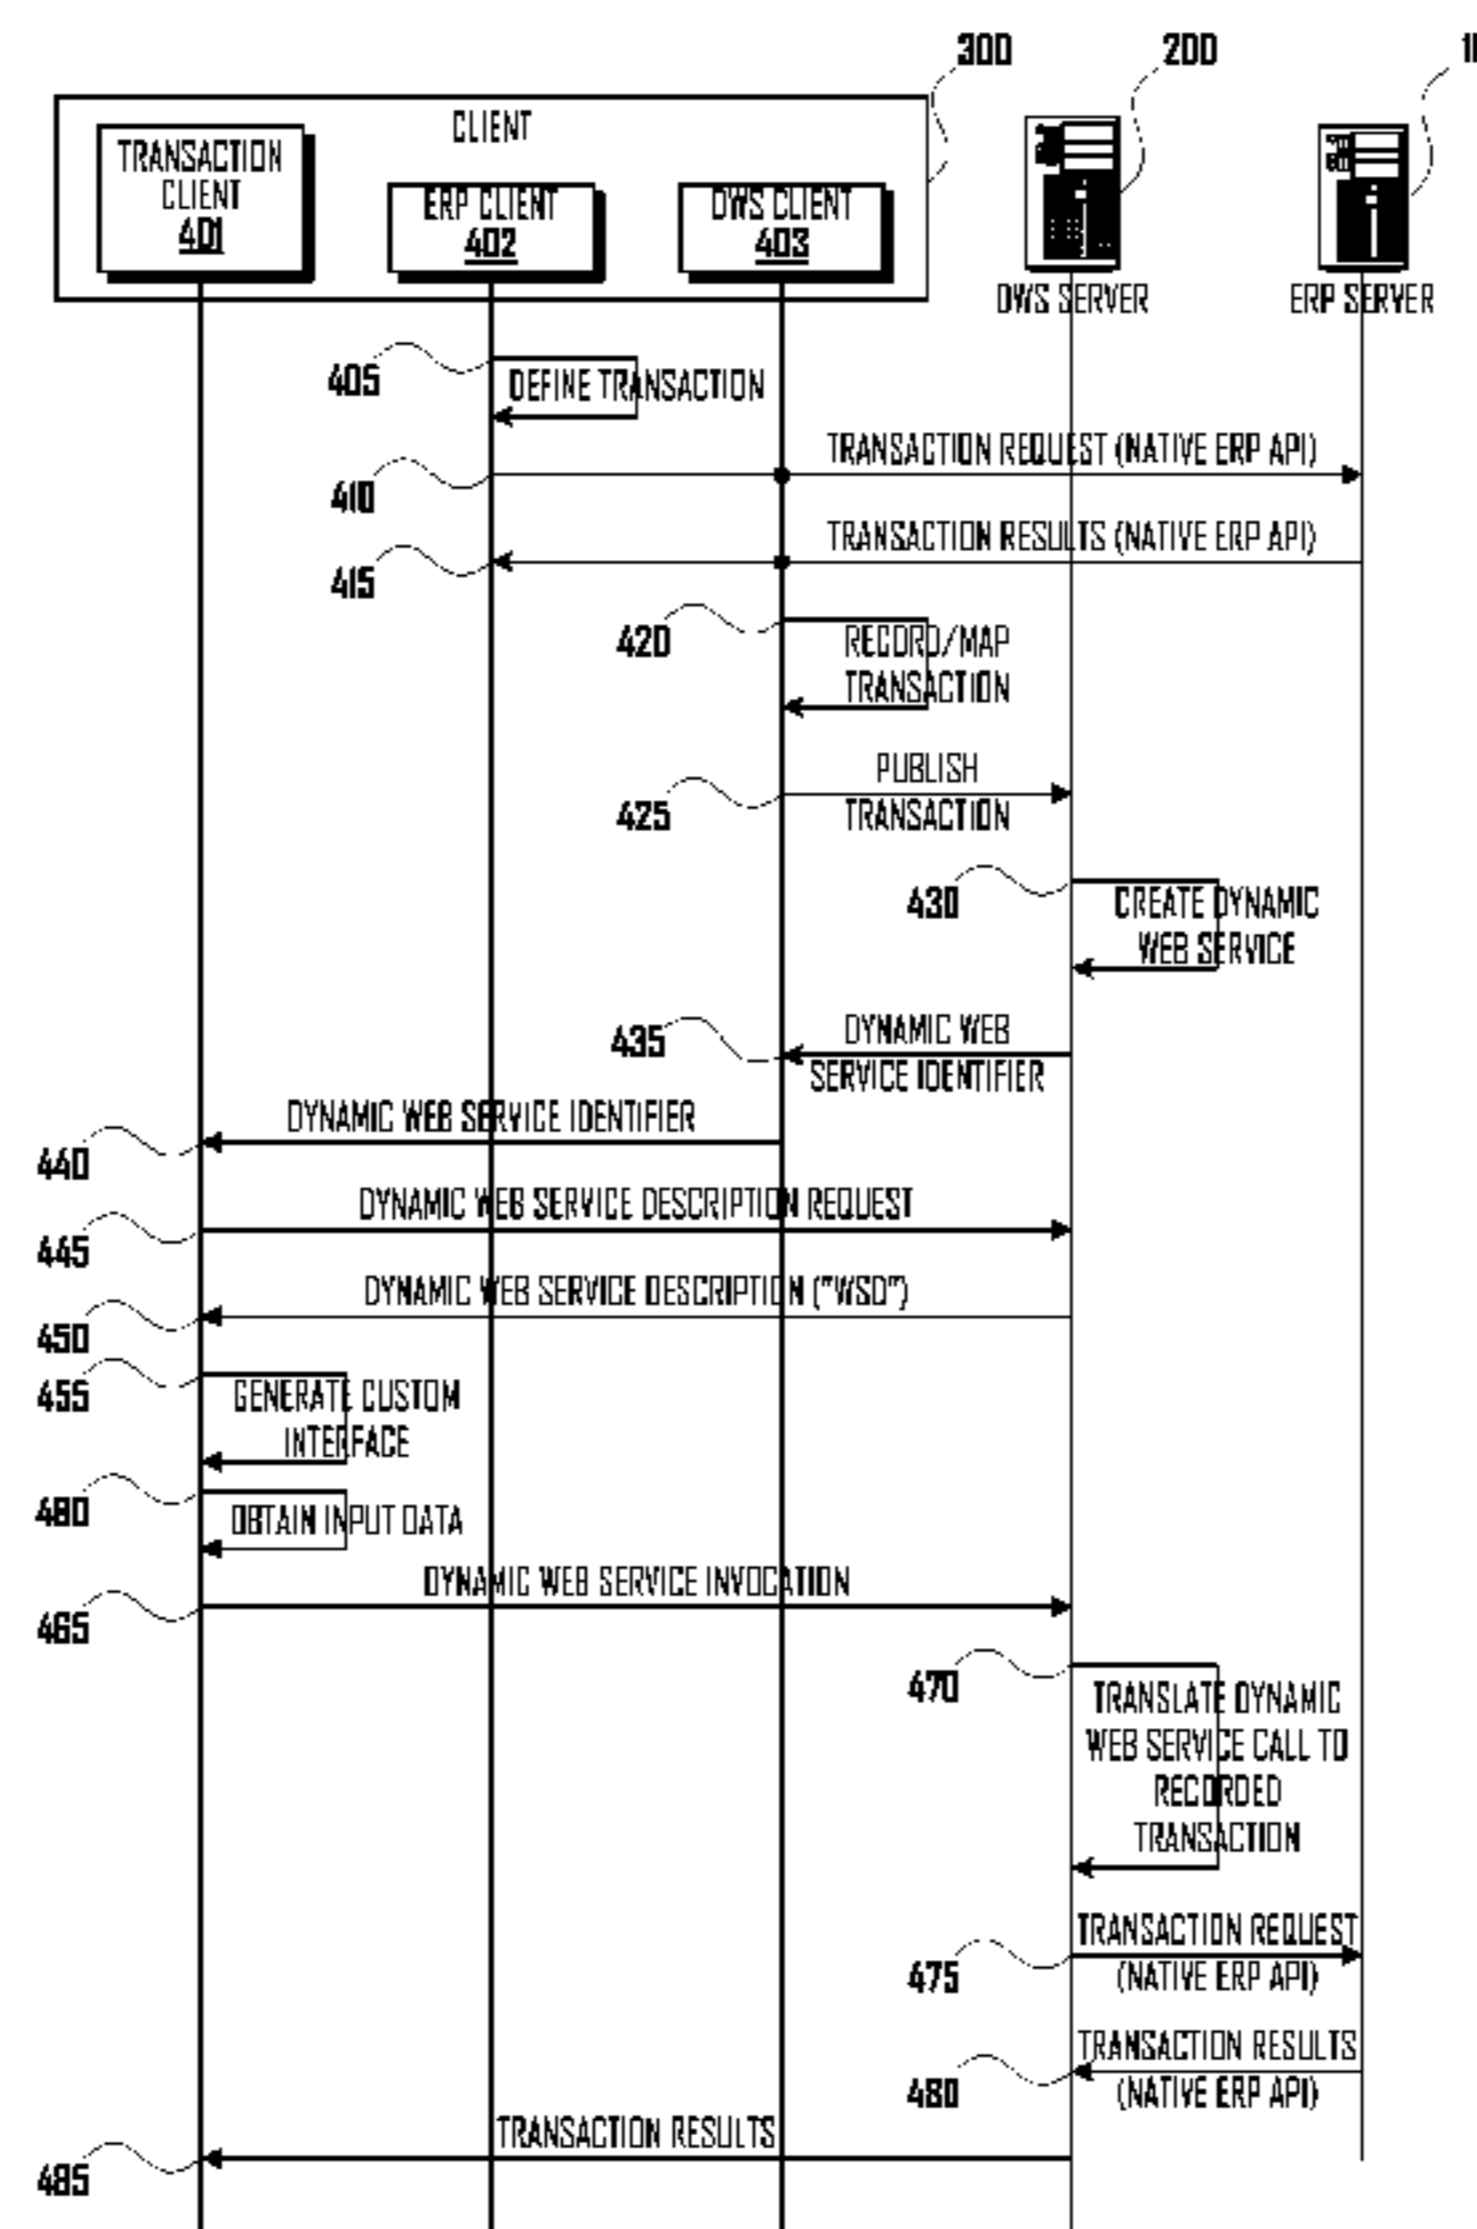 300
200
CLIENT
TRANSACTION
CLIENT
401
ERP CLIENT
402
DWS CLIENT
403
DWS SERVER
ERP SERVER
405
DEFINE TRANSACTION
TRANSACTION REQUEST (NATIVE ERP API)
410
TRANSACTION RESULTS (NATIVE ERP API)
415
420
RECORD/MAP
TRANSACTION
PUBLISH
425
TRANSACTION
430
CREATE DYNAMIC
WEB SERVICE
435
DYNAMIC WEB
SERVICE IDENTIFIER
DYNAMIC WEB SERVICE IDENTIFIER
440
DYNAMIC WEB SERVICE DESCRIPTION REQUEST
445
DYNAMIC WEB SERVICE DESCRIPTION ("WSD")
450
455
GENERATE CUSTOM
INTERFACE
480
OBTAIN INPUT DATA
DYNAMIC WEB SERVICE INVOCATION
465
470
TRANSLATE DYNAMIC
WEB SERVICE CALL TO
RECORDED
TRANSACTION
TRANSACTION REQUEST
475
(NATIVE ERP API)
TRANSACTION RESULTS
480
(NATIVE ERP API)
TRANSACTION RESULTS
485